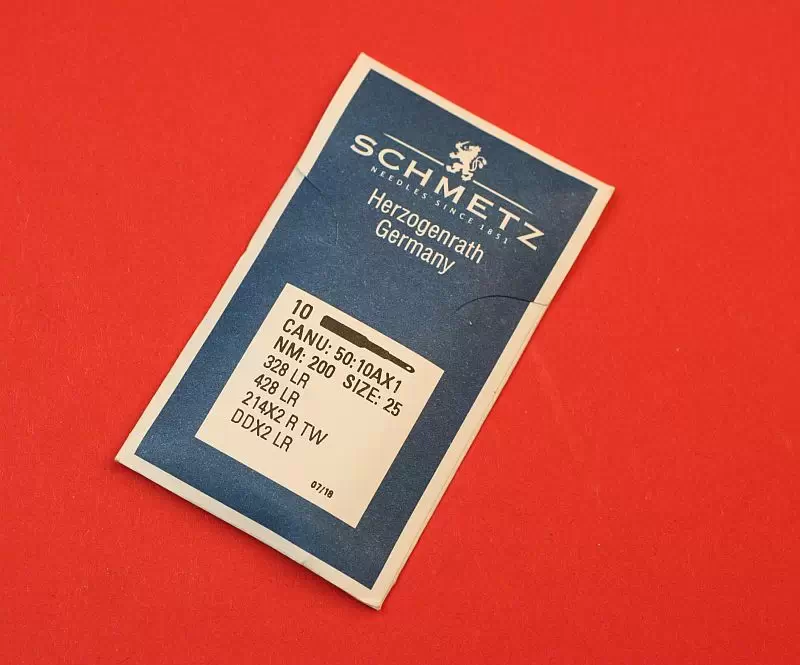 SCHMETZ
NEEDLES SINCE 1851
Herzogenrath
Germany
10
CANU: 50:10AX1
NM: 200 SIZE: 25
328 LR
428 LR
214X2 R TW
DDX2 LR
07/18